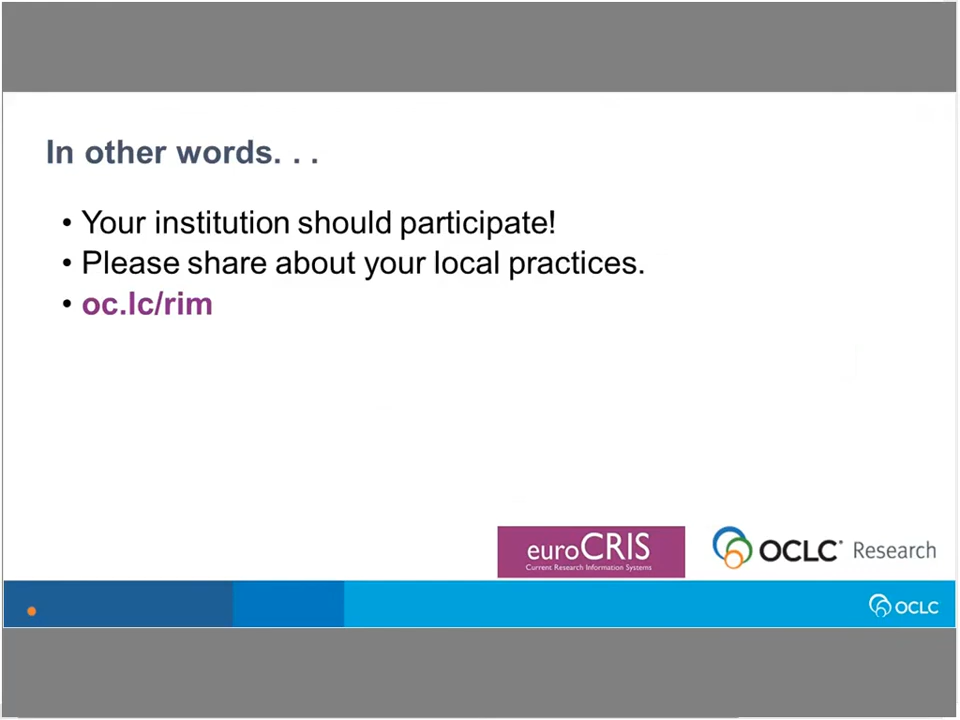 In other words. . .
• Your institution should participate!
• Please share about your local practices.
• oc.lc/rim
euroCRIS
Current Research Information Systems
OCLC® Research
OCLC